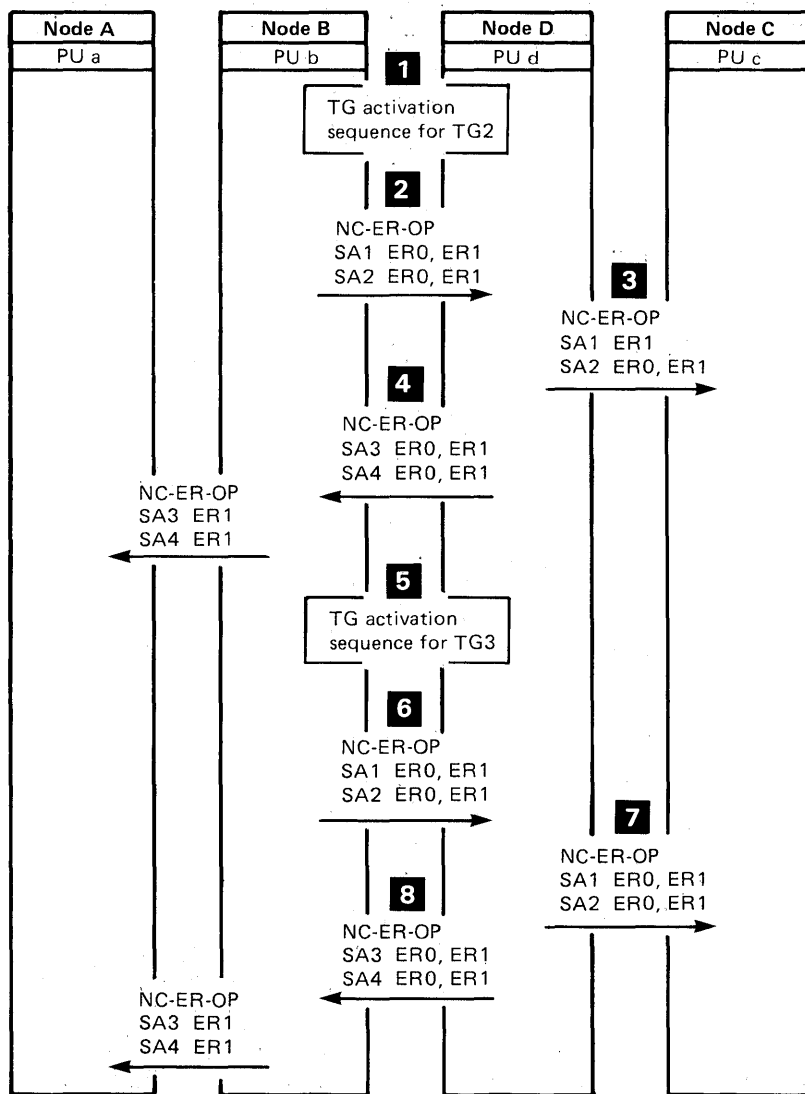 Node A
Node B
Node D
Node C
PU a
PU b
PU d
PU c
1
TG activation
sequence for TG2
2
NC-ER-OP
SA1 ER0, ER1
SA2 ER0, ER1
3
NC-ER-OP
SA1 ER1
SA2 ER0, ER1
4
NC-ER-OP
SA3 ER0, ER1
SA4 ER0, ER1
NC-ER-OP
SA3 ER1
SA4 ER1
5
TG activation
sequence for TG3
6
NC-ER-OP
SA1 ER0, ER1
SA2 ER0, ER1
7
NC-ER-OP
SA1 ER0, ER1
SA2 ER0, ER1
8
NC-ER-OP
SA3 ER0, ER1
SA4 ER0, ER1
NC-ER-OP
SA3 ER1
SA4 ER1